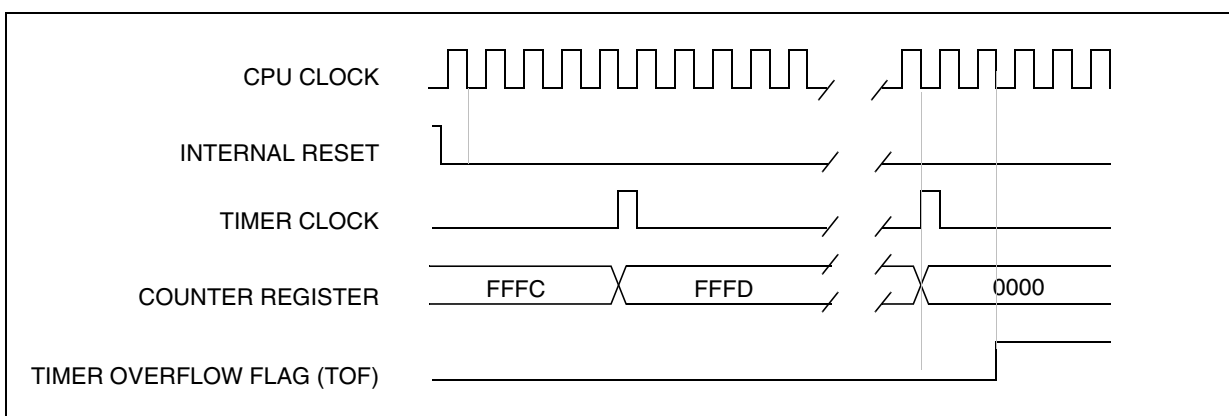 CPU CLOCK
INTERNAL RESET
TIMER CLOCK
COUNTER REGISTER FFFC FFFD 0000
TIMER OVERFLOW FLAG (TOF)